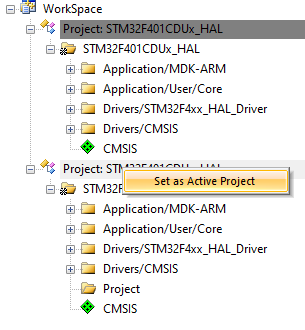 WorkSpace
Project: STM32F401CDUx_HAL
STM32F401CDUx_HAL
Application/MDK-ARM
Application/User/Core
Drivers/STM32F4xx_HAL_Driver
Drivers/CMSIS
CMSIS
Project: STM32F401CDUx_HAL
STM32F
Set as Active Project
Application/MDK-ARM
Application/User/Core
Drivers/STM32F4xx_HAL_Driver
Drivers/CMSIS
Project
CMSIS